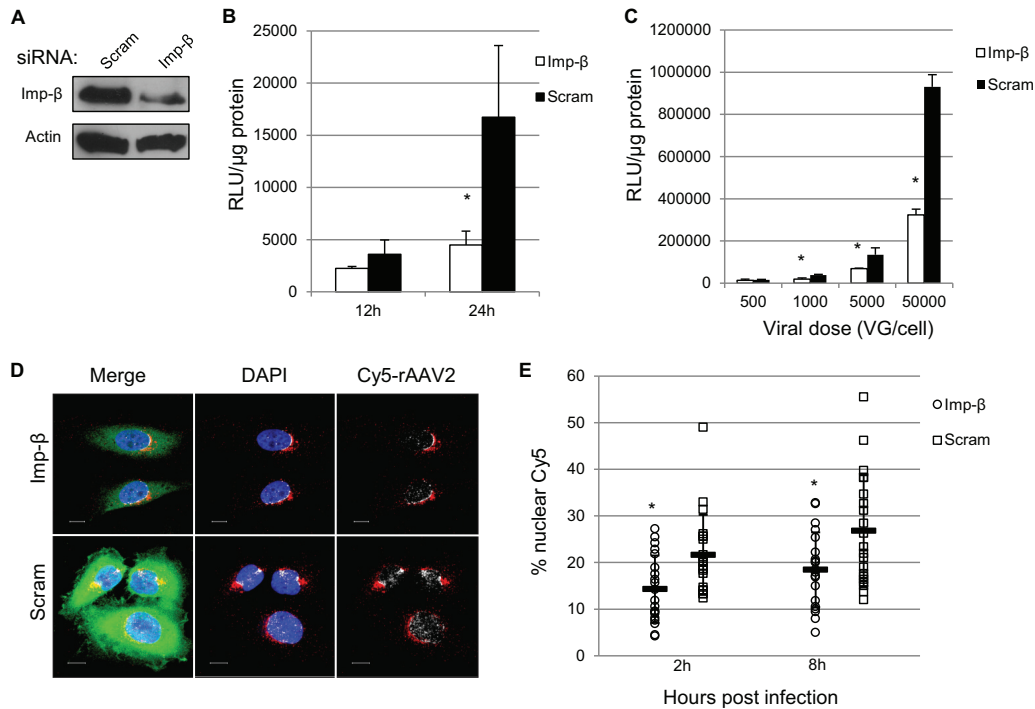 A
siRNA:
Scram
Imp-β
Imp-β
Actin
B
RLU/µg protein
25000
20000
15000
10000
5000
0
*
12h
24h
Imp-β
Scram
C
RLU/µg protein
1200000
1000000
800000
600000
400000
200000
0
*
*
*
500
1000
5000
50000
Viral dose (VG/cell)
Imp-β
Scram
D
Merge
DAPI
Cy5-rAAV2
Imp-β
Scram
E
% nuclear Cy5
60
50
40
30
20
10
0
*
*
2h
8h
Hours post infection
Imp-β
Scram